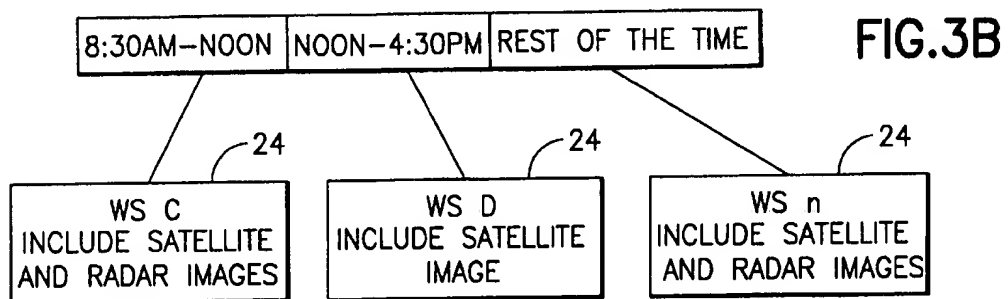 8:30AM-NOON NOON-4:30PM REST OF THE TIME
FIG.3B
24 24 24
WS C
INCLUDE SATELLITE
AND RADAR IMAGES
WS D
INCLUDE SATELLITE
IMAGE
WS n
INCLUDE SATELLITE
AND RADAR IMAGES